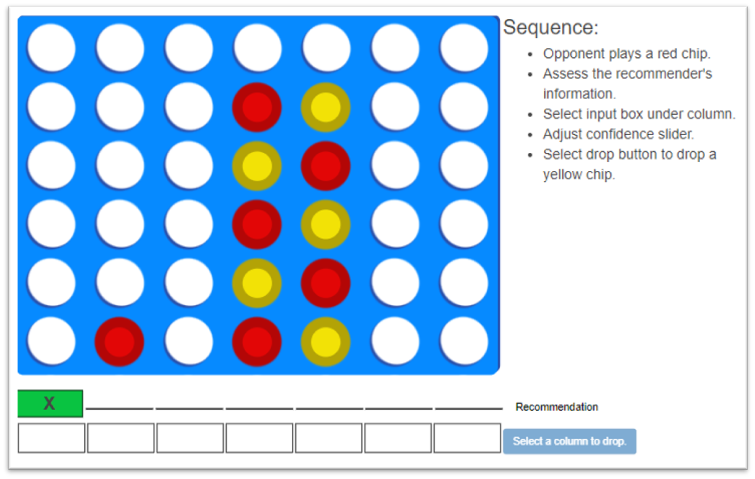 Sequence:
• Opponent plays a red chip.
• Assess the recommender's
information.
• Select input box under column.
• Adjust confidence slider.
• Select drop button to drop a
yellow chip.
X
Recommendation
Select a column to drop.